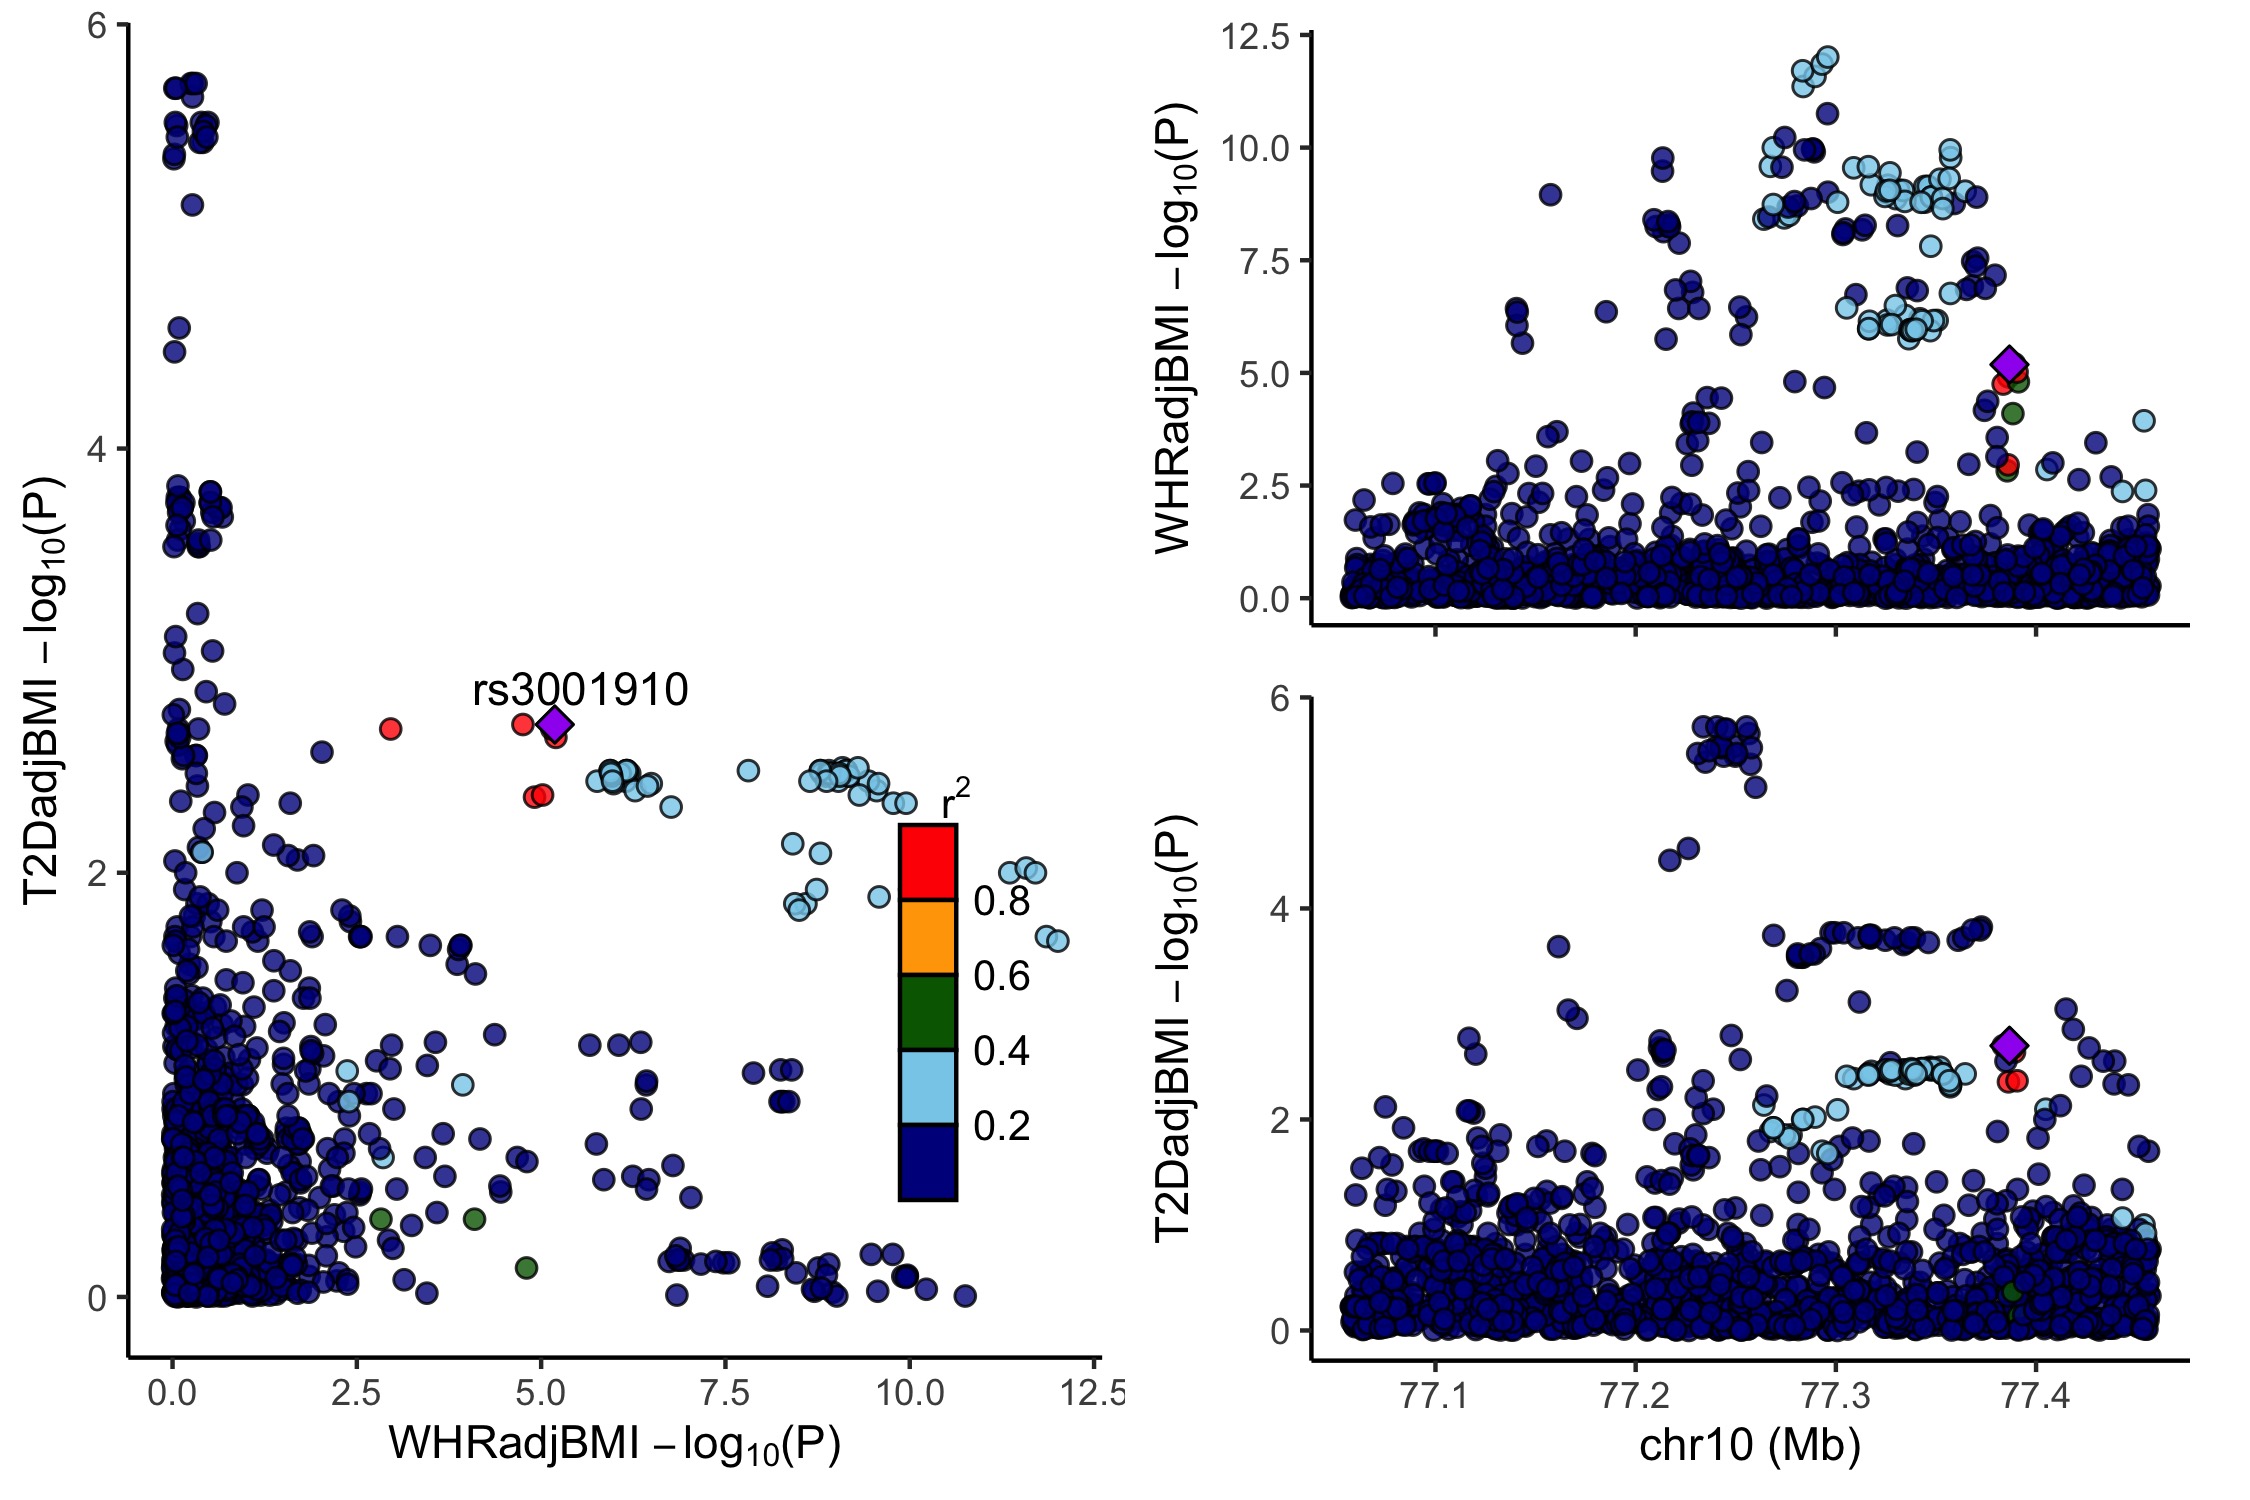 6
4
2
0
T2DadjBMI −log10(P)
rs3001910
r2
0.8
0.6
0.4
0.2
0.0 2.5 5.0 7.5 10.0 12.5
WHRadjBMI −log10(P)
12.5
10.0
7.5
5.0
2.5
0.0
WHRadjBMI −log10(P)
6
4
2
0
T2DadjBMI −log10(P)
77.1 77.2 77.3 77.4
chr10 (Mb)